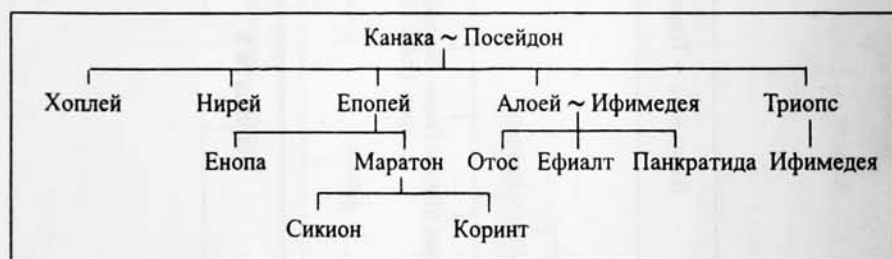 Канака ~ Посейдон
Хоплей Нирей Епопей Алоей ~ Ифимедея Триопс
Енопа Маратон Отос Ефиалт Панкратида Ифимедея
Сикион Коринт